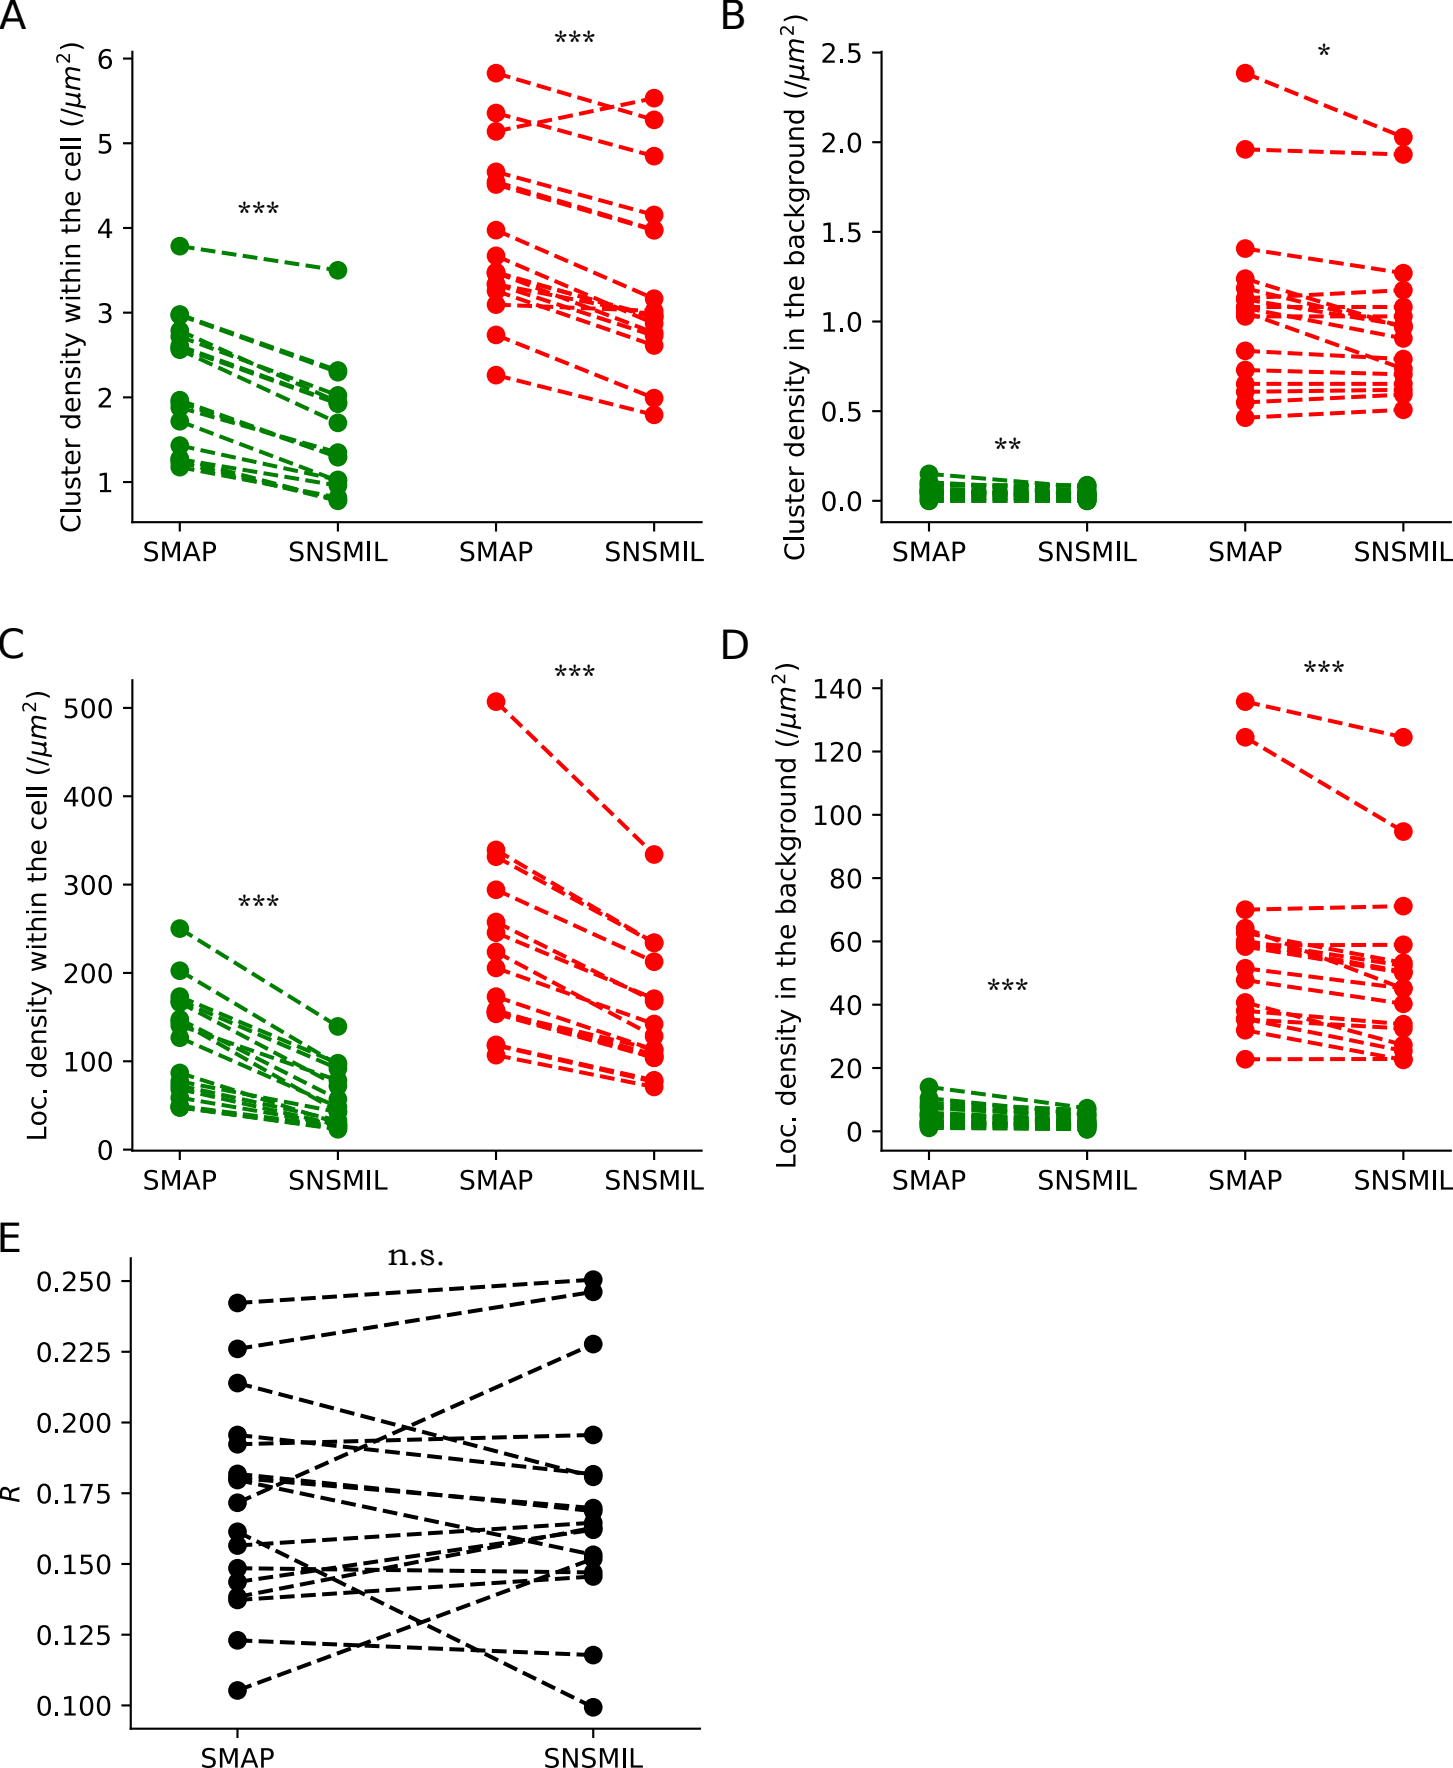 A
Cluster density within the cell (/μm²)
6
5
4
3
2
1
***
***
SMAP SNSMIL SMAP SNSMIL
B
Cluster density in the background (/μm²)
2.5
2.0
1.5
1.0
0.5
0.0
**
*
SMAP SNSMIL SMAP SNSMIL
C
Loc. density within the cell (/μm²)
500
400
300
200
100
0
***
***
SMAP SNSMIL SMAP SNSMIL
D
Loc. density in the background (/μm²)
140
120
100
80
60
40
20
0
***
***
SMAP SNSMIL SMAP SNSMIL
E
R
0.250
0.225
0.200
0.175
0.150
0.125
0.100
n.s.
SMAP SNSMIL